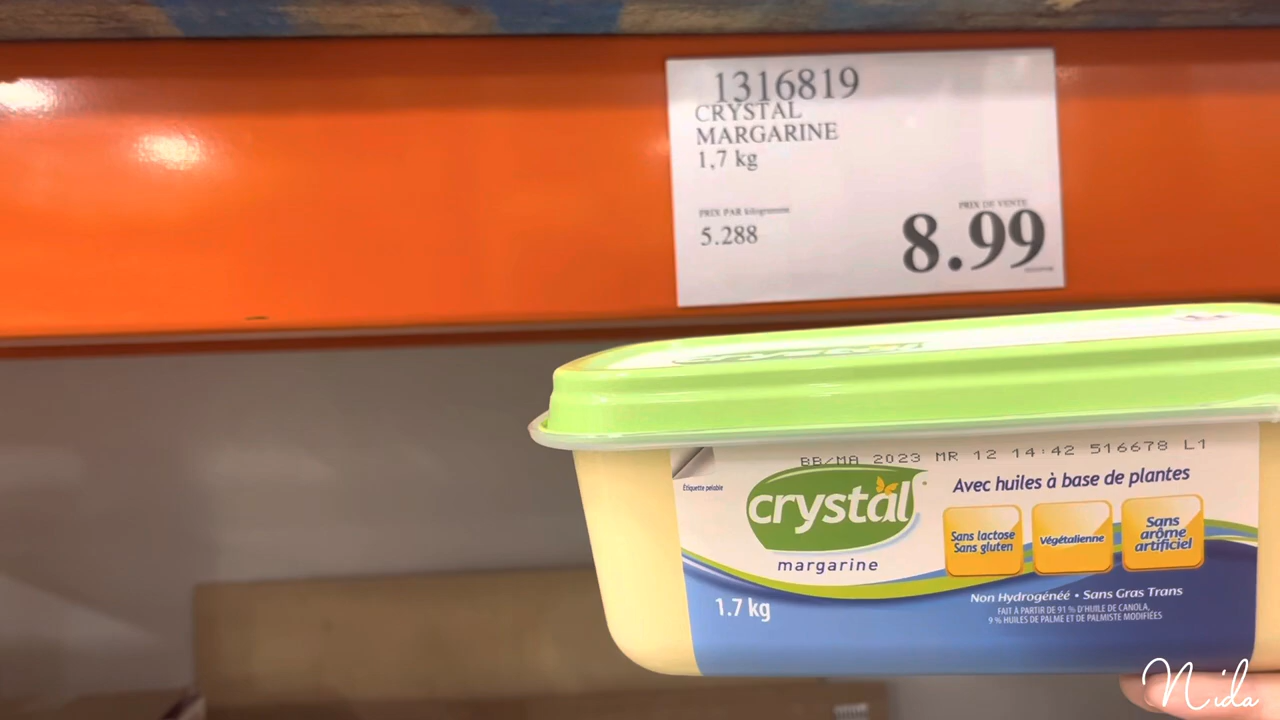 1316819
CRYSTAL
MARGARINE
1,7 kg
PRIX PAR kilogramme
5.288
PRIX DE VENTE
8.99
BB/MA 2023 MR 12 14:42 516678 L1
Étiquette pelable
crystal
margarine
1.7 kg
Avec huiles à base de plantes
Sans lactose
Sans gluten
Végétalienne
Sans
arôme
artificiel
Non Hydrogénéé • Sans Gras Trans
FAIT À PARTIR DE 91 % D'HUILE DE CANOLA,
9 % HUILES DE PALME ET DE PALMISTE MODIFIÉES
Nida